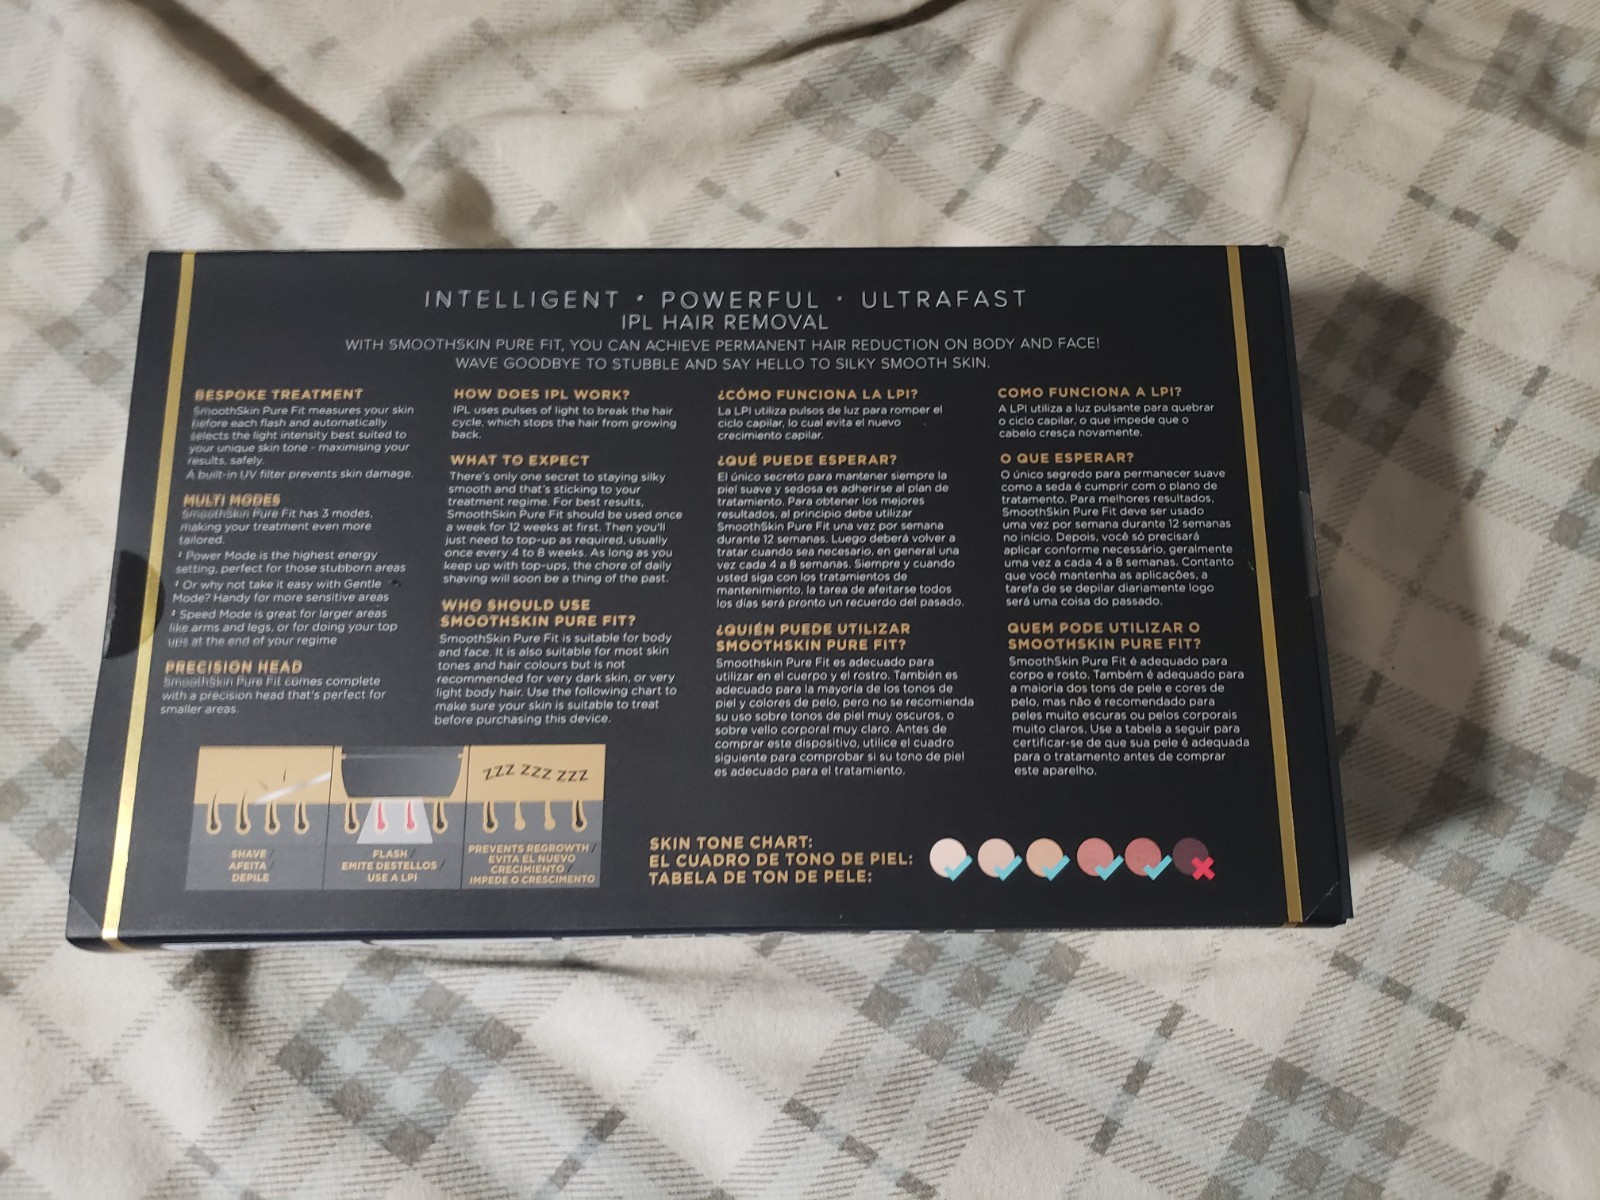 INTELLIGENT • POWERFUL • ULTRAFAST
IPL HAIR REMOVAL
WITH SMOOTHSKIN PURE FIT, YOU CAN ACHIEVE PERMANENT HAIR REDUCTION ON BODY AND FACE!
WAVE GOODBYE TO STUBBLE AND SAY HELLO TO SILKY SMOOTH SKIN.
BESPOKE TREATMENT
SmoothSkin Pure Fit measures your skin
before each flash and automatically
selects the light intensity best suited to
your unique skin tone - maximising your
results, safely.
A built-in UV filter prevents skin damage.
MULTI MODES
SmoothSkin Pure Fit has 3 modes,
making your treatment even more
tailored.
Power Mode is the highest energy
setting, perfect for those stubborn areas
Or why not take it easy with Gentle
Mode? Handy for more sensitive areas
Speed Mode is great for larger areas
like arms and legs, or for doing your top
ups at the end of your regime
PRECISION HEAD
SmoothSkin Pure Fit comes complete
with a precision head that's perfect for
smaller areas.
HOW DOES IPL WORK?
IPL uses pulses of light to break the hair
cycle, which stops the hair from growing
back.
WHAT TO EXPECT
There's only one secret to staying silky
smooth and that's sticking to your
treatment regime. For best results,
SmoothSkin Pure Fit should be used once
a week for 12 weeks at first. Then you'll
just need to top-up as required, usually
once every 4 to 8 weeks. As long as you
keep up with top-ups, the chore of daily
shaving will soon be a thing of the past.
WHO SHOULD USE
SMOOTHSKIN PURE FIT?
SmoothSkin Pure Fit is suitable for body
and face. It is also suitable for most skin
tones and hair colours but is not
recommended for very dark skin, or very
light body hair. Use the following chart to
make sure your skin is suitable to treat
before purchasing this device.
¿CÓMO FUNCIONA LA LPI?
La LPI utiliza pulsos de luz para romper el
ciclo capilar, lo cual evita el nuevo
crecimiento capilar.
¿QUÉ PUEDE ESPERAR?
El único secreto para mantener siempre la
piel suave y sedosa es adherirse al plan de
tratamiento. Para obtener los mejores
resultados, al principio debe utilizar
SmoothSkin Pure Fit una vez por semana
durante 12 semanas. Luego deberá volver a
tratar cuando sea necesario, en general una
vez cada 4 a 8 semanas. Siempre y cuando
usted siga con los tratamientos de
mantenimiento, la tarea de afeitarse todos
los días será pronto un recuerdo del pasado.
¿QUIÉN PUEDE UTILIZAR
SMOOTHSKIN PURE FIT?
Smoothskin Pure Fit es adecuado para
utilizar en el cuerpo y el rostro. También es
adecuado para la mayoría de los tonos de
piel y colores de pelo, pero no se recomienda
su uso sobre tonos de piel muy oscuros, o
sobre vello corporal muy claro. Antes de
comprar este dispositivo, utilice el cuadro
siguiente para comprobar si su tono de piel
es adecuado para el tratamiento.
COMO FUNCIONA A LPI?
A LPI utiliza a luz pulsante para quebrar
o ciclo capilar, o que impede que o
cabelo cresça novamente.
O QUE ESPERAR?
O único segredo para permanecer suave
como a seda é cumprir com o plano de
tratamento. Para melhores resultados,
SmoothSkin Pure Fit deve ser usado
uma vez por semana durante 12 semanas
no início. Depois, você só precisará
aplicar conforme necessário, geralmente
uma vez a cada 4 a 8 semanas. Contanto
que você mantenha as aplicações, a
tarefa de se depilar diariamente logo
será uma coisa do passado.
QUEM PODE UTILIZAR O
SMOOTHSKIN PURE FIT?
SmoothSkin Pure Fit é adequado para
corpo e rosto. Também é adequado para
a maioria dos tons de pele e cores de
pelo, mas não é recomendado para
peles muito escuras ou pelos corporais
muito claros. Use a tabela a seguir para
certificar-se de que sua pele é adequada
para o tratamento antes de comprar
este aparelho.
ZZZ ZZZ ZZZ
SHAVE /
AFEITA /
DEPILE
FLASH /
EMITE DESTELLOS /
USE A LPI
PREVENTS REGROWTH /
EVITA EL NUEVO
CRECIMIENTO /
IMPEDE O CRESCIMENTO
SKIN TONE CHART:
EL CUADRO DE TONO DE PIEL:
TABELA DE TON DE PELE: